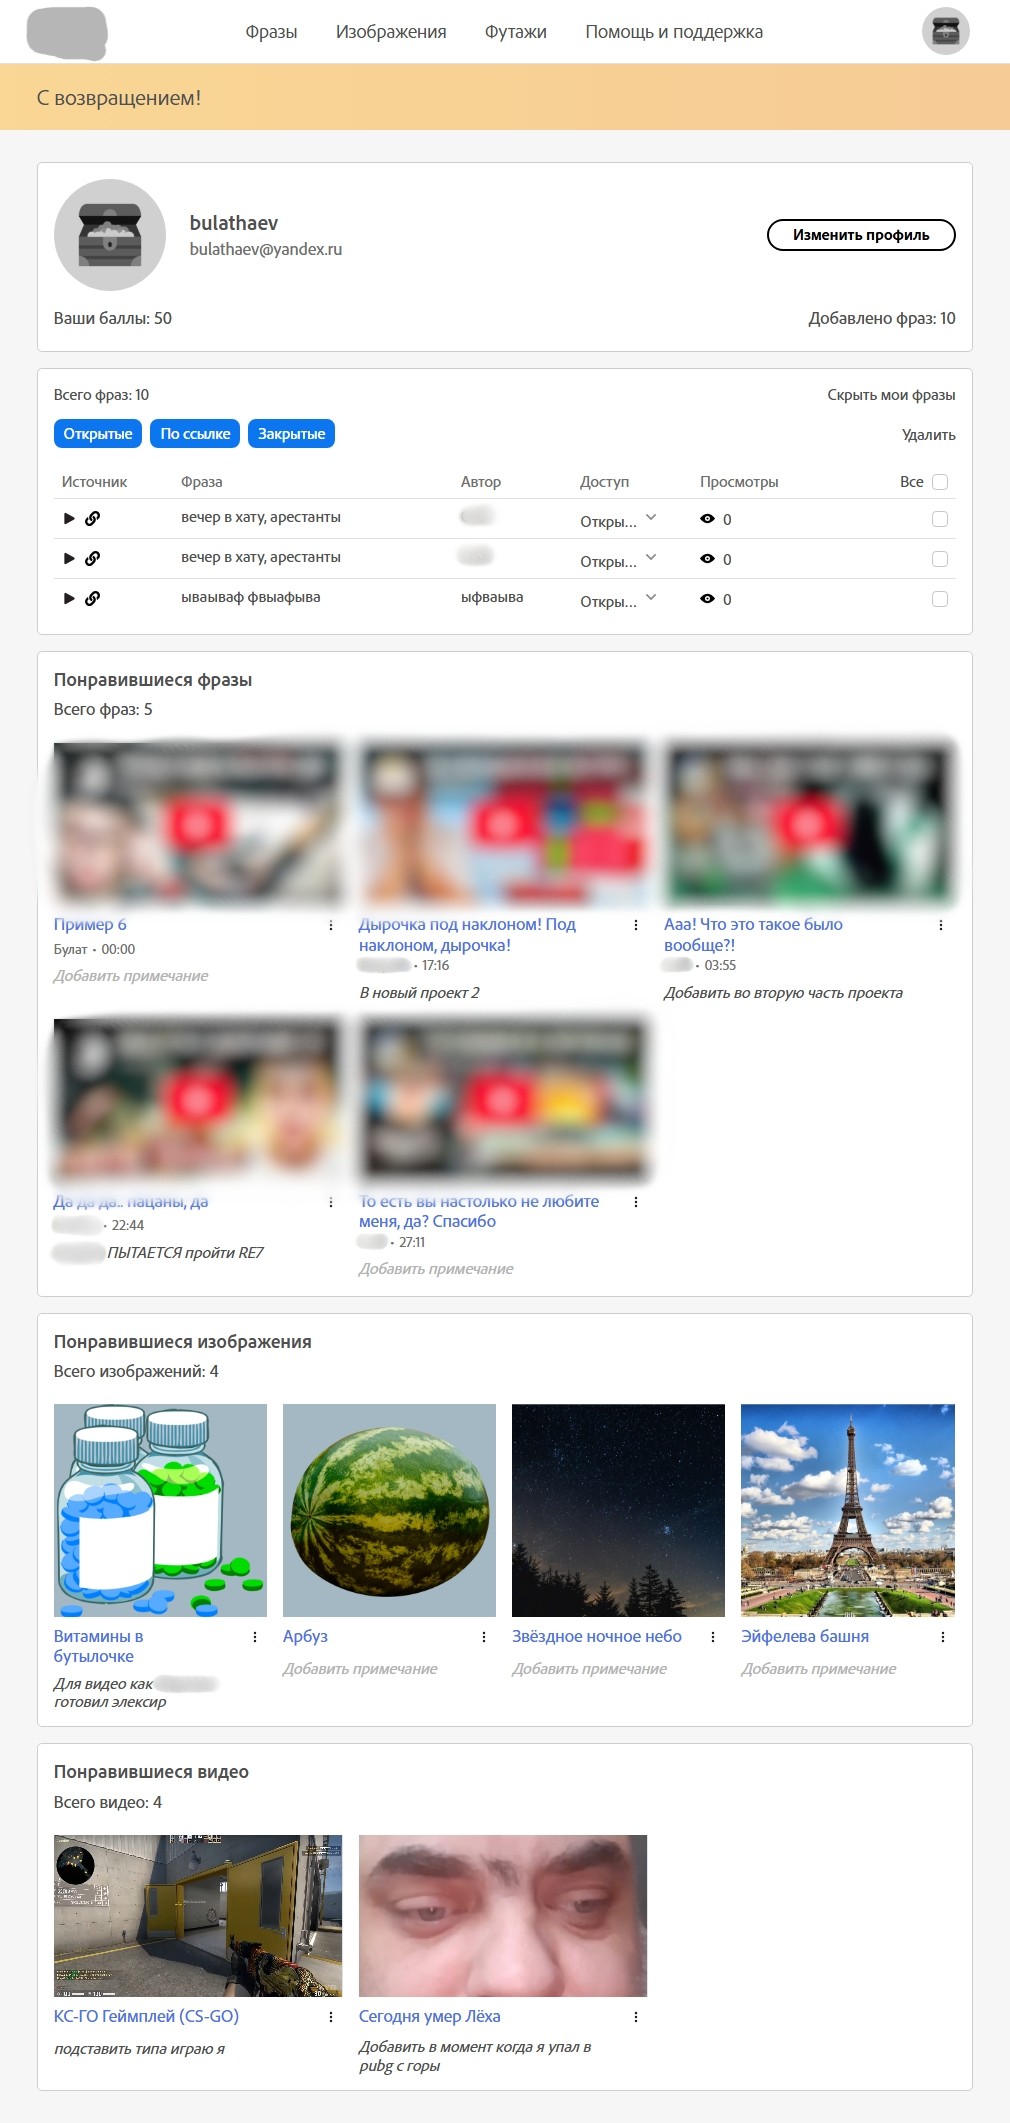 Фразы Изображения Футажи Помощь и поддержка
С возвращением!
bulathaev
bulathaev@yandex.ru
Изменить профиль
Ваши баллы: 50 Добавлено фраз: 10
Всего фраз: 10 Скрыть мои фразы
Открытые По ссылке Закрытые Удалить
Источник Фраза Автор Доступ Просмотры Все
вечер в хату, арестанты Откры... 0
вечер в хату, арестанты Откры... 0
ываываф фвыафыва ыфваыва Откры... 0
Понравившиеся фразы
Всего фраз: 5
Пример 6
Булат • 00:00
Добавить примечание
Дырочка под наклоном! Под
наклоном, дырочка!
• 17:16
В новый проект 2
Ааа! Что это такое было
вообще?!
• 03:55
Добавить во вторую часть проекта
Да да да.. пацаны, да
• 22:44
ПЫТАЕТСЯ пройти RE7
То есть вы настолько не любите
меня, да? Спасибо
• 27:11
Добавить примечание
Понравившиеся изображения
Всего изображений: 4
Витамины в
бутылочке
Для видео как
готовил элексир
Арбуз
Добавить примечание
Звёздное ночное небо
Добавить примечание
Эйфелева башня
Добавить примечание
Понравившиеся видео
Всего видео: 4
КС-ГО Геймплей (CS-GO)
подставить типа играю я
Сегодня умер Лёха
Добавить в момент когда я упал в
pubg с горы